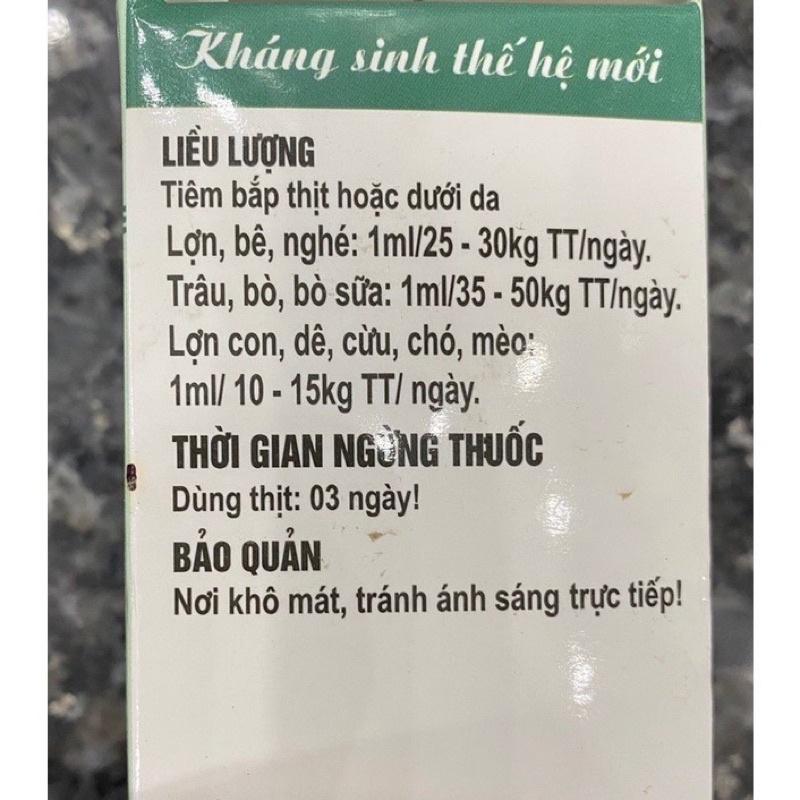 Kháng sinh thế hệ mới
LIỀU LƯỢNG
Tiêm bắp thịt hoặc dưới da
Lợn, bê, nghé: 1ml/25 - 30kg TT/ngày.
Trâu, bò, bò sữa: 1ml/35 - 50kg TT/ngày.
Lợn con, dê, cừu, chó, mèo:
1ml/ 10 - 15kg TT/ ngày.
THỜI GIAN NGỪNG THUỐC
Dùng thịt: 03 ngày!
BẢO QUẢN
Nơi khô mát, tránh ánh sáng trực tiếp!